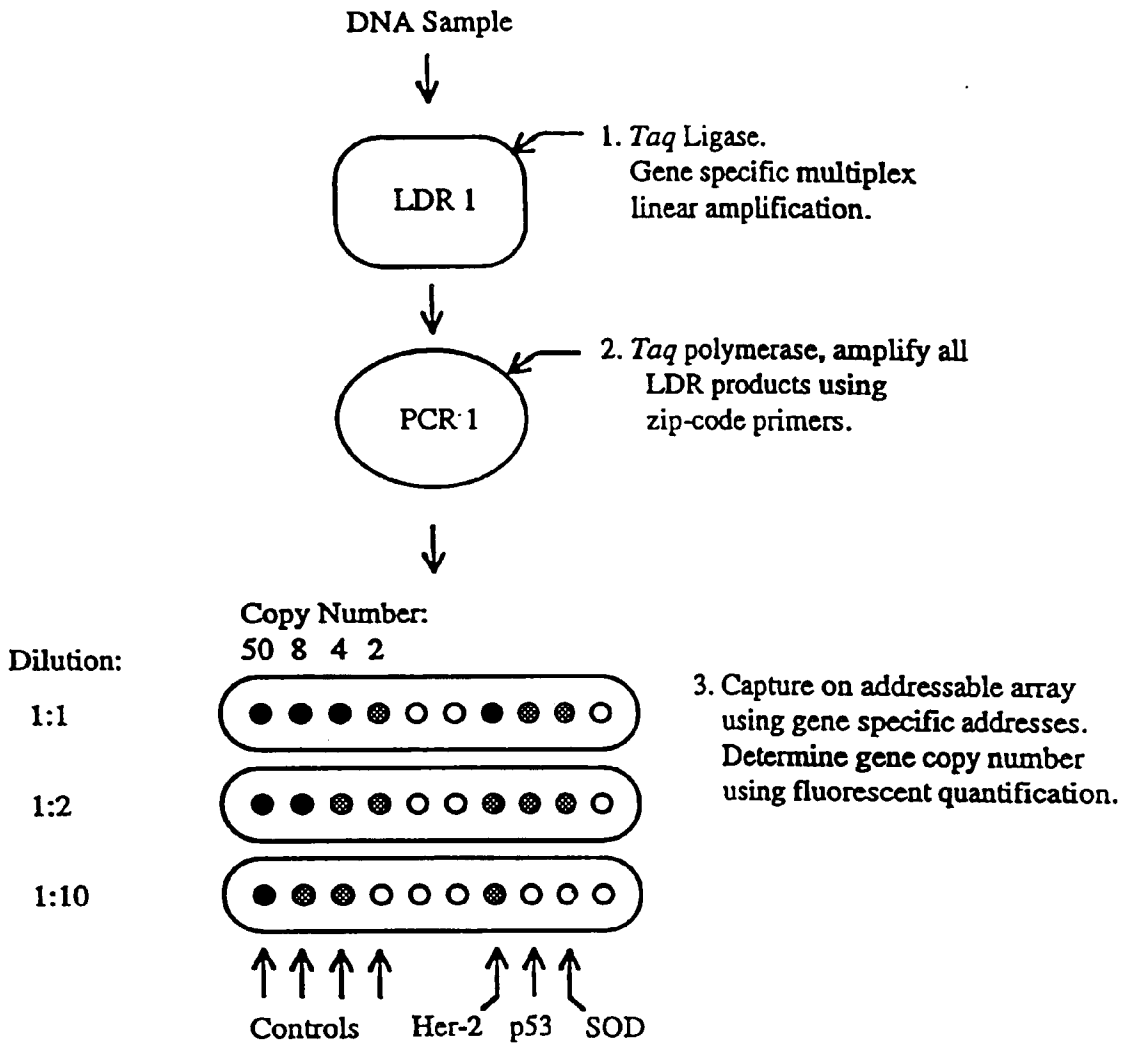 DNA Sample
1. Taq Ligase.
Gene specific multiplex
linear amplification.
LDR 1
2. Taq polymerase, amplify all
LDR products using
zip-code primers.
PCR 1
Copy Number:
50 8 4 2
Dilution:
1:1
1:2
1:10
3. Capture on addressable array
using gene specific addresses.
Determine gene copy number
using fluorescent quantification.
Controls
Her-2
p53
SOD